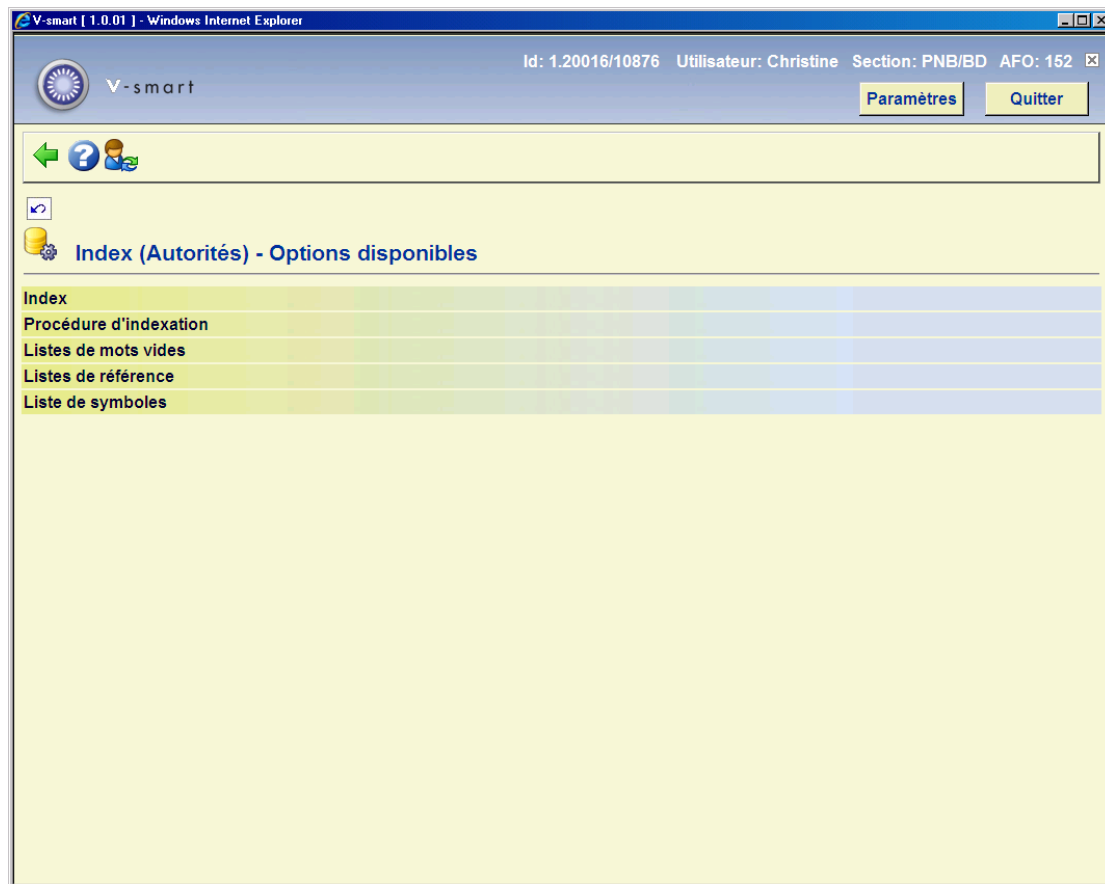 V-smart [ 1.0.01 ] - Windows Internet Explorer
Id: 1.20016/10876 Utilisateur: Christine Section: PNB/BD AFO: 152
V-smart
Paramètres Quitter
Index (Autorités) - Options disponibles
Index
Procédure d'indexation
Listes de mots vides
Listes de référence
Liste de symboles